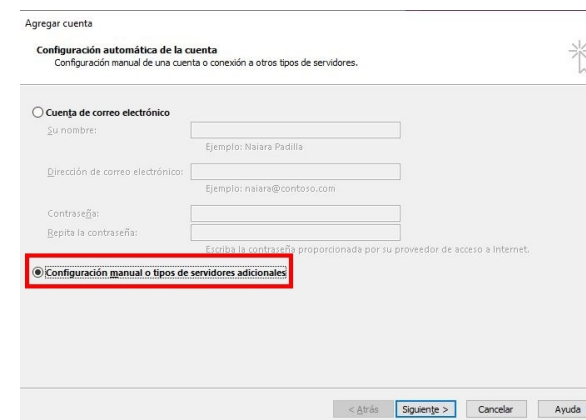 Agregar cuenta
Configuración automática de la cuenta
Configuración manual de una cuenta o conexión a otros tipos de servidores.
Cuenta de correo electrónico
Su nombre:
Ejemplo: Naiara Padilla
Dirección de correo electrónico:
Ejemplo: naiara@contoso.com
Contraseña:
Repita la contraseña:
Escriba la contraseña proporcionada por su proveedor de acceso a Internet.
Configuración manual o tipos de servidores adicionales
< Atrás Siguiente > Cancelar Ayuda